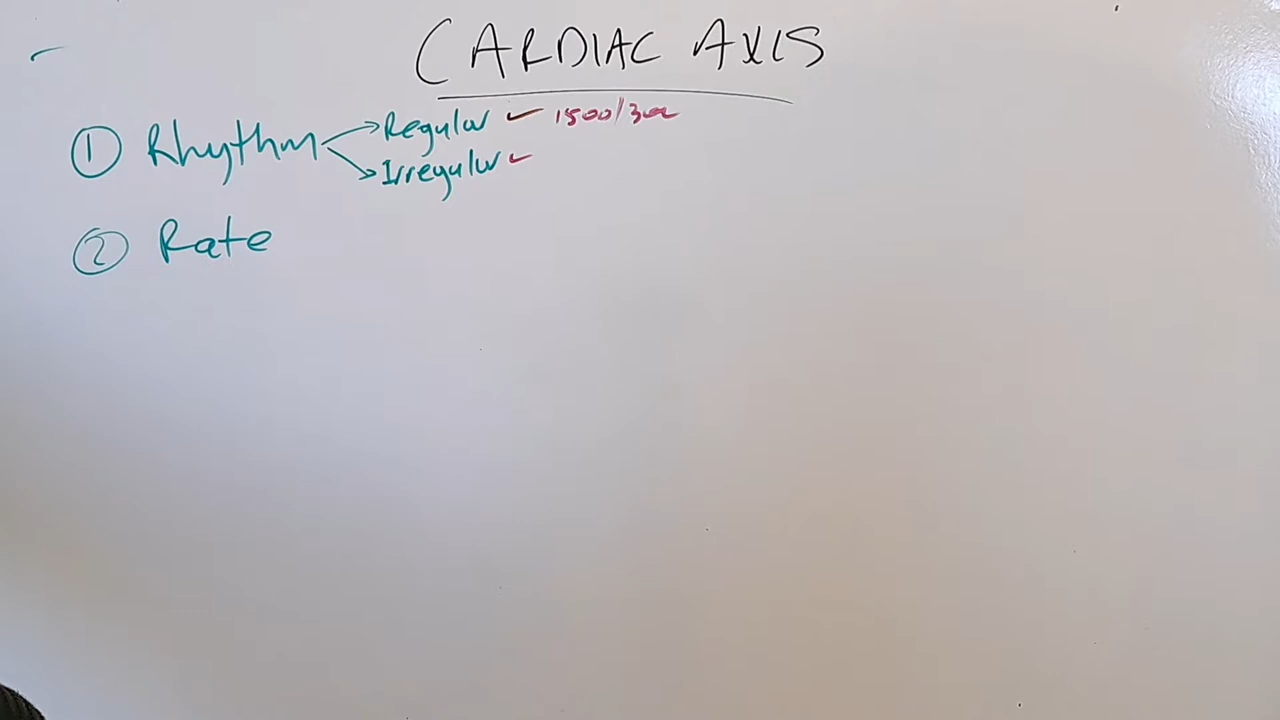 CARDIAC AXIS
① Rhythm
Regular ✓ 1500/300
Irregular ✓
② Rate